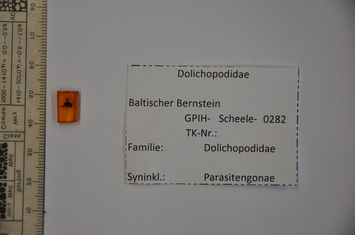 Dolichopodidae
Baltischer Bernstein
GPIH- Scheele- 0282
TK-Nr.:
Familie: Dolichopodidae
Syninkl.: Parasitengonae